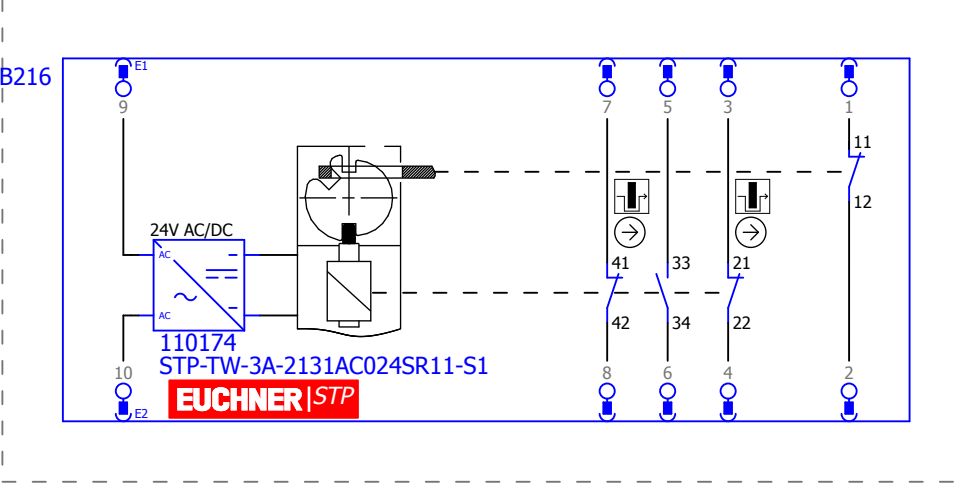 E1
B216
9 7 5 3 1
11
12
24V AC/DC
AC
41 33 21
AC
42 34 22
110174
STP-TW-3A-2131AC024SR11-S1
10 8 6 4 2
EUCHNER|STP
E2